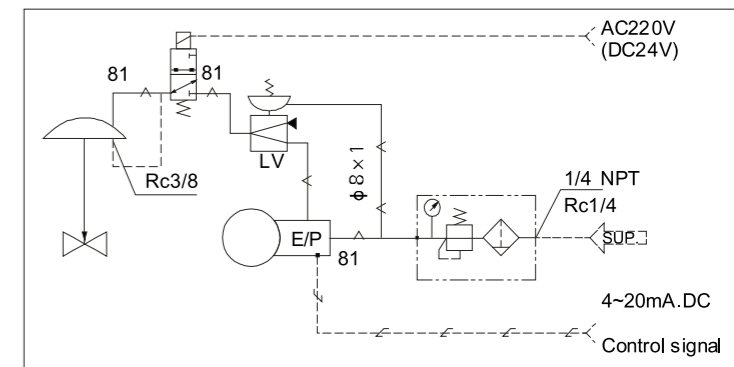 AC220V
(DC24V)
81
81
LV
Rc3/8
ϕ8×1
1/4 NPT
Rc1/4
E/P
81
SUP
4~20mA.DC
Control signal